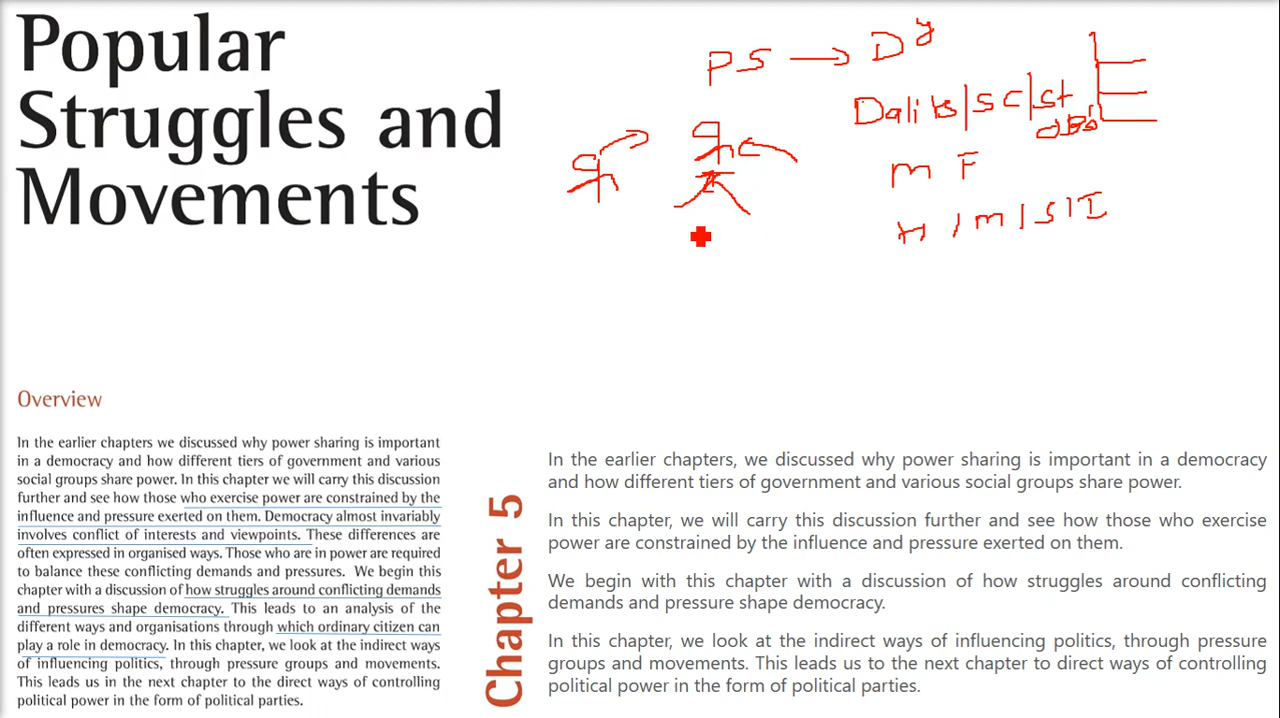 Popular
Struggles and
Movements
PS → Dy
Dalits/SC/St
OBS
M F
H / M / S / I
Overview
In the earlier chapters we discussed why power sharing is important
in a democracy and how different tiers of government and various
social groups share power. In this chapter we will carry this discussion
further and see how those who exercise power are constrained by the
influence and pressure exerted on them. Democracy almost invariably
involves conflict of interests and viewpoints. These differences are
often expressed in organised ways. Those who are in power are required
to balance these conflicting demands and pressures. We begin this
chapter with a discussion of how struggles around conflicting demands
and pressures shape democracy. This leads to an analysis of the
different ways and organisations through which ordinary citizen can
play a role in democracy. In this chapter, we look at the indirect ways
of influencing politics, through pressure groups and movements.
This leads us in the next chapter to the direct ways of controlling
political power in the form of political parties.
Chapter 5
In the earlier chapters, we discussed why power sharing is important in a democracy
and how different tiers of government and various social groups share power.
In this chapter, we will carry this discussion further and see how those who exercise
power are constrained by the influence and pressure exerted on them.
We begin with this chapter with a discussion of how struggles around conflicting
demands and pressure shape democracy.
In this chapter, we look at the indirect ways of influencing politics, through pressure
groups and movements. This leads us to the next chapter to direct ways of controlling
political power in the form of political parties.